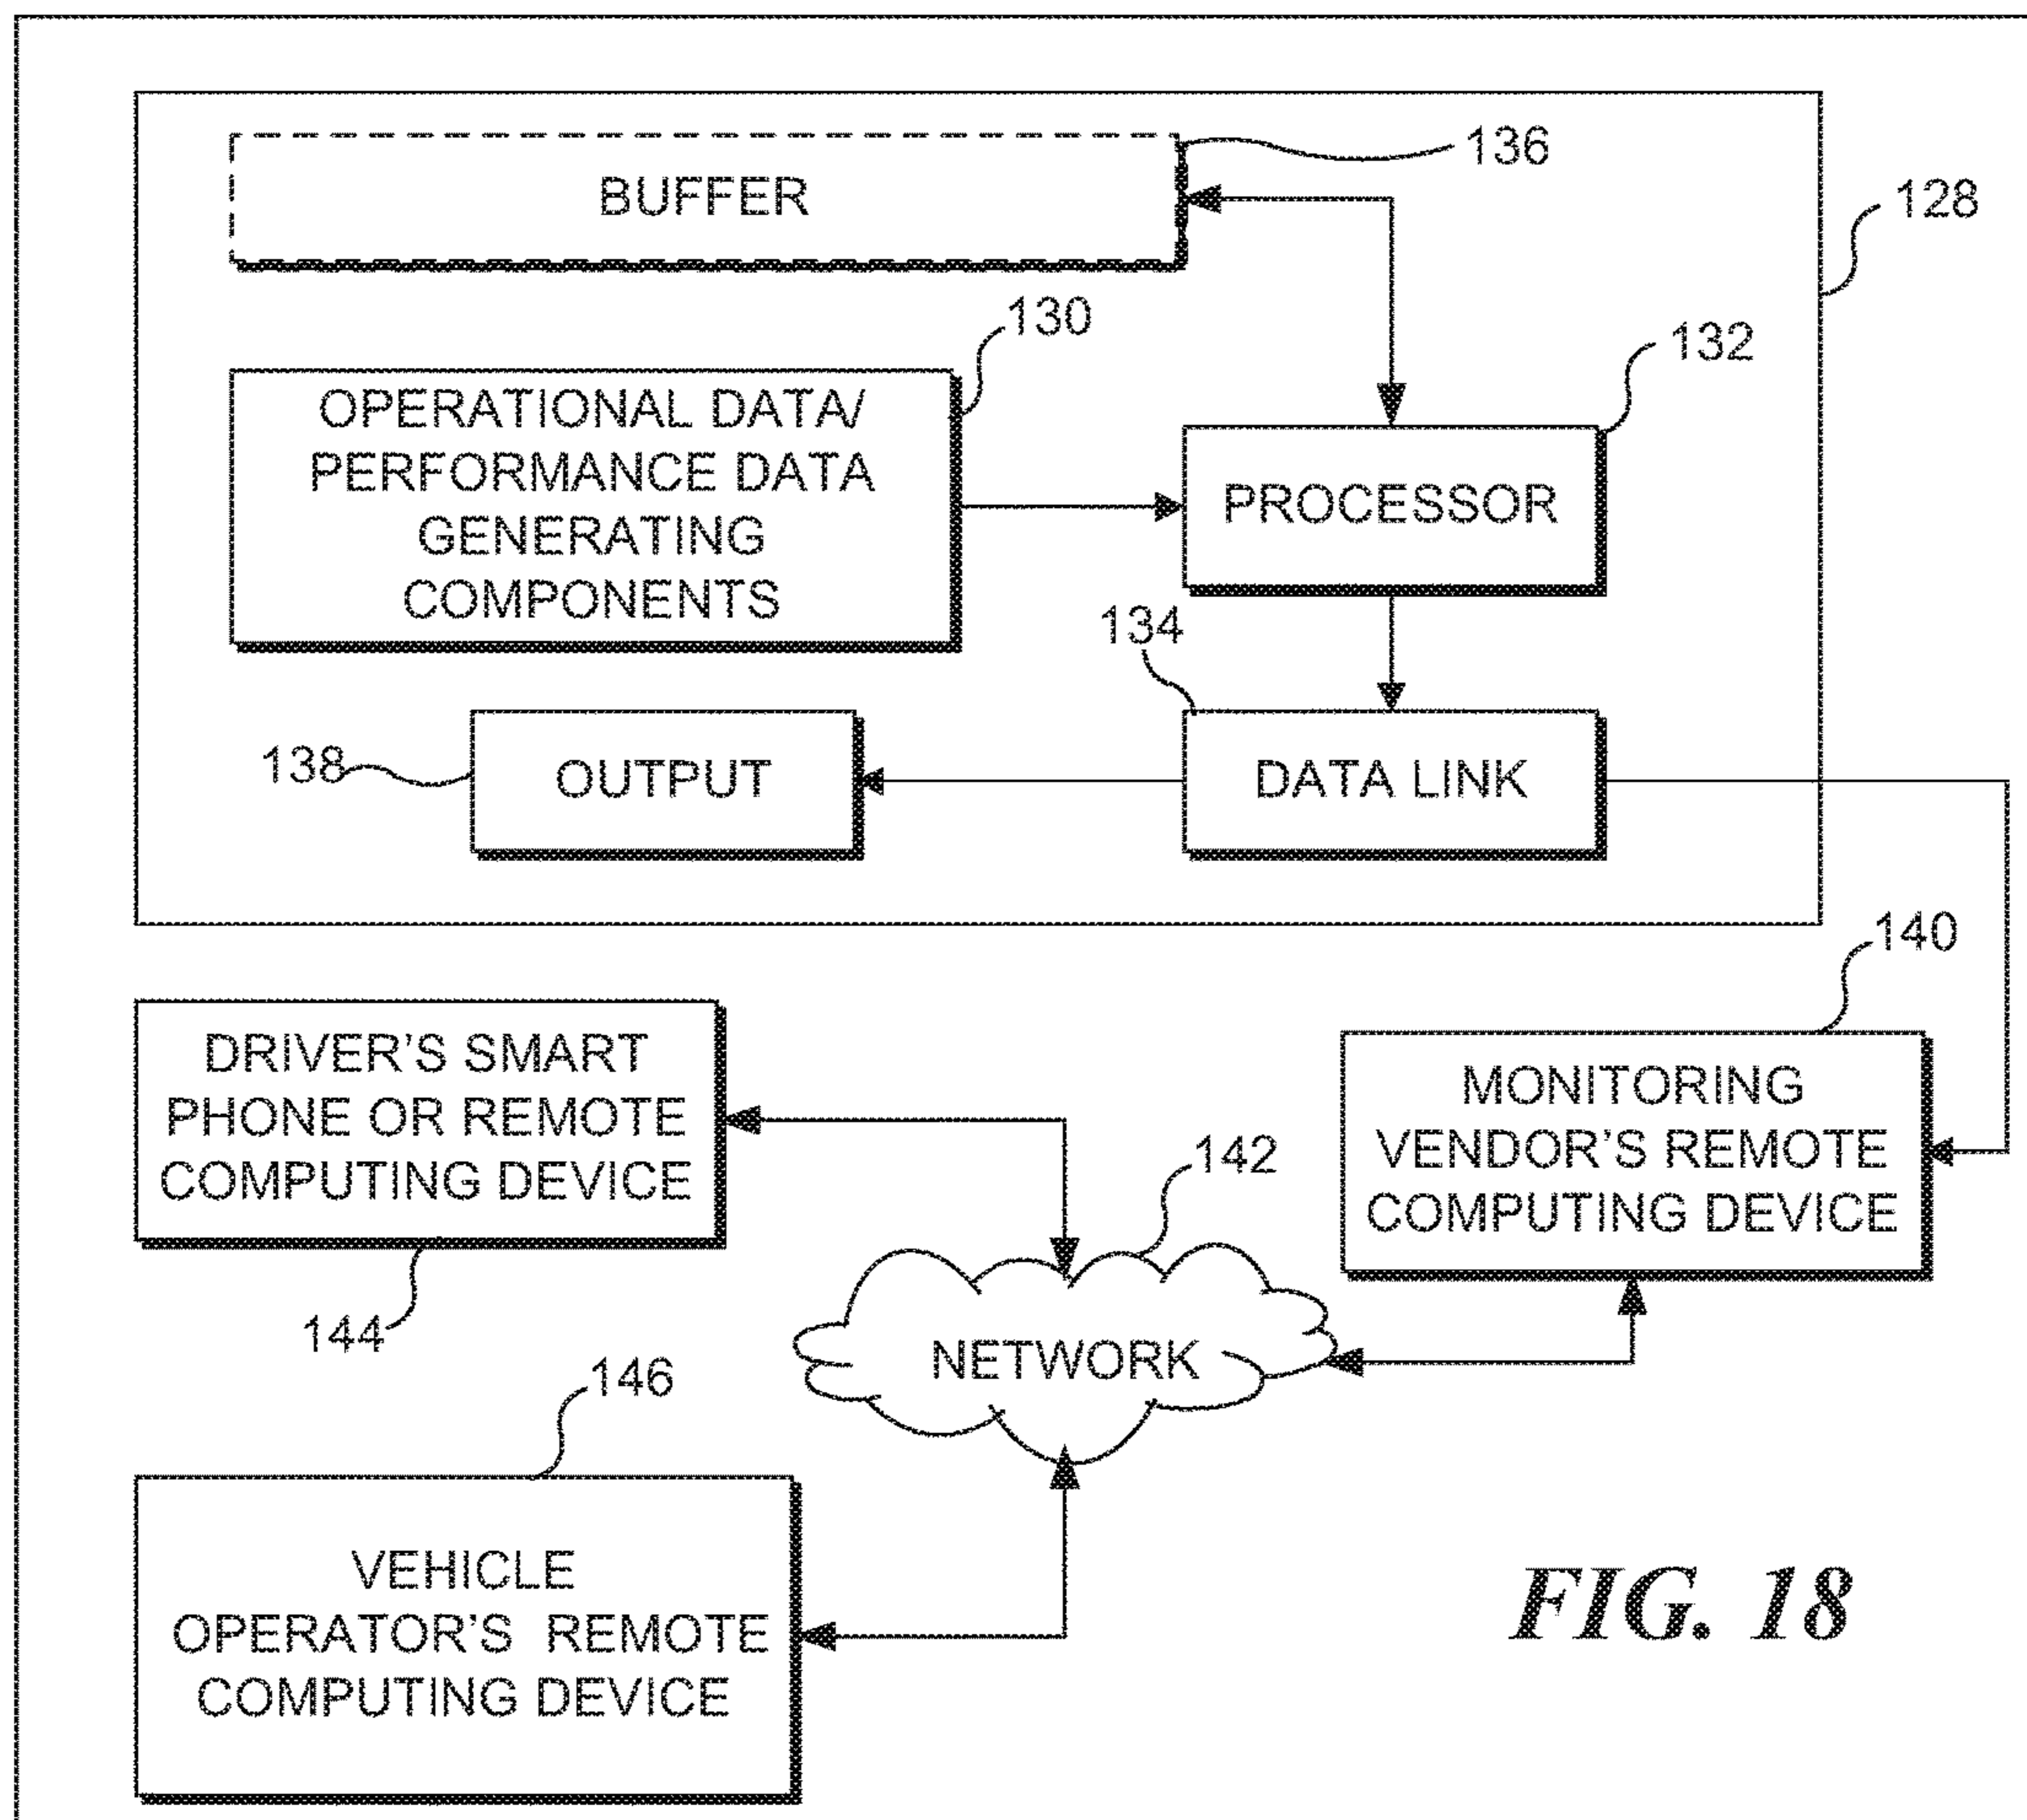 BUFFER
136
128
130
132
OPERATIONAL DATA/
PERFORMANCE DATA
GENERATING
COMPONENTS
PROCESSOR
134
138
OUTPUT
DATA LINK
140
DRIVER'S SMART
PHONE OR REMOTE
COMPUTING DEVICE
MONITORING
VENDOR'S REMOTE
COMPUTING DEVICE
142
144
NETWORK
146
VEHICLE
OPERATOR'S REMOTE
COMPUTING DEVICE
FIG. 18